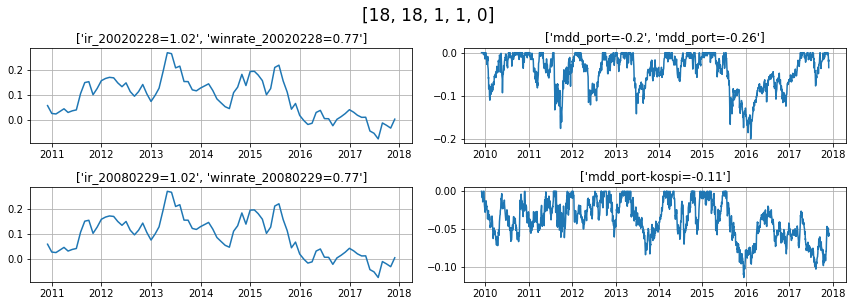 [18, 18, 1, 1, 0]
['ir_20020228=1.02', 'winrate_20020228=0.77']
0.2
0.1
0.0
2011 2012 2013 2014 2015 2016 2017 2018
['mdd_port=-0.2', 'mdd_port=-0.26']
0.0
−0.1
−0.2
2010 2011 2012 2013 2014 2015 2016 2017 2018
['ir_20080229=1.02', 'winrate_20080229=0.77']
0.2
0.1
0.0
2011 2012 2013 2014 2015 2016 2017 2018
['mdd_port-kospi=-0.11']
0.00
−0.05
−0.10
2010 2011 2012 2013 2014 2015 2016 2017 2018